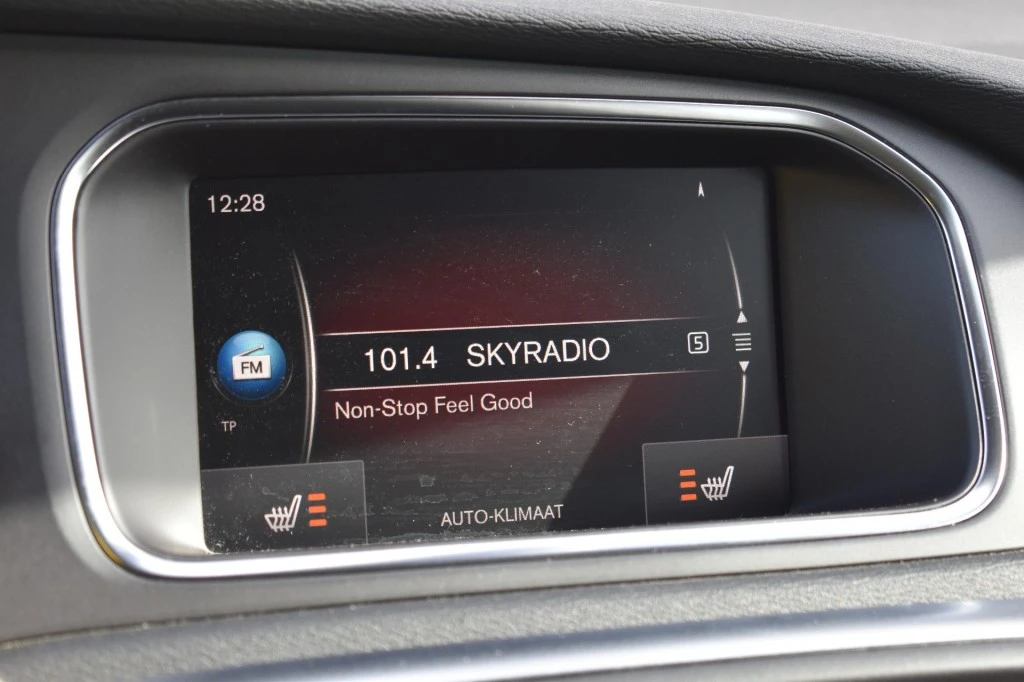 12:28
101.4 SKYRADIO 5
FM
Non-Stop Feel Good
TP
AUTO-KLIMAAT